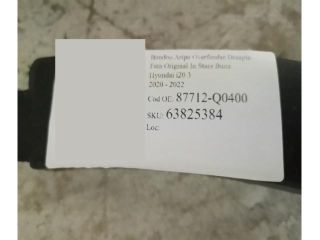 Bandou Aripa Overfender Dreapta
Fata Original In Stare Buna
Hyundai i20 3
2020 - 2022
Cod OE: 87712-Q0400
SKU: 63825384
Loc: